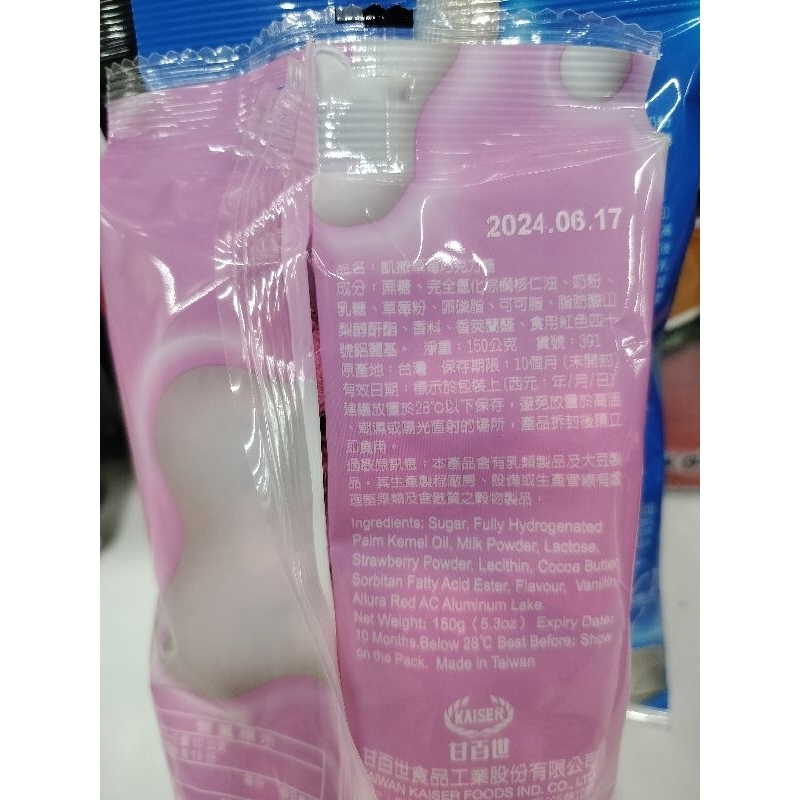 2024.06.17
品名：凱撒草莓巧克力糖
成分：蔗糖、完全氫化棕櫚核仁油、奶粉、
乳糖、草莓粉、卵磷脂、可可脂、脂肪酸山
梨醇酐酯、香料、香莢蘭醛、食用紅色四十
號鋁麗基。 淨重：150公克 貨號：391
原產地：台灣 保存期限：10個月(未開封)
有效日期：標示於包裝上(西元：年/月/日)
建議放置於28℃以下保存，避免放置於高溫
、潮濕或陽光直射的場所，產品拆封後請立
即食用。
過敏原訊息：本產品含有乳類製品及大豆製
品。其生產製程廠房、設備或生產管線有處
理堅果類及含麩質之穀物製品。
Ingredients: Sugar, Fully Hydrogenated
Palm Kernel Oil, Milk Powder, Lactose,
Strawberry Powder, Lecithin, Cocoa Butter,
Sorbitan Fatty Acid Ester, Flavour, Vanillin,
Allura Red AC Aluminum Lake.
Net Weight: 150g (5.3oz) Expiry Date:
10 Months.Below 28℃ Best Before: Show
on the Pack. Made in Taiwan
KAISER
甘百世
甘百世食品工業股份有限公司
TAIWAN KAISER FOODS IND. CO., LTD
營養標示